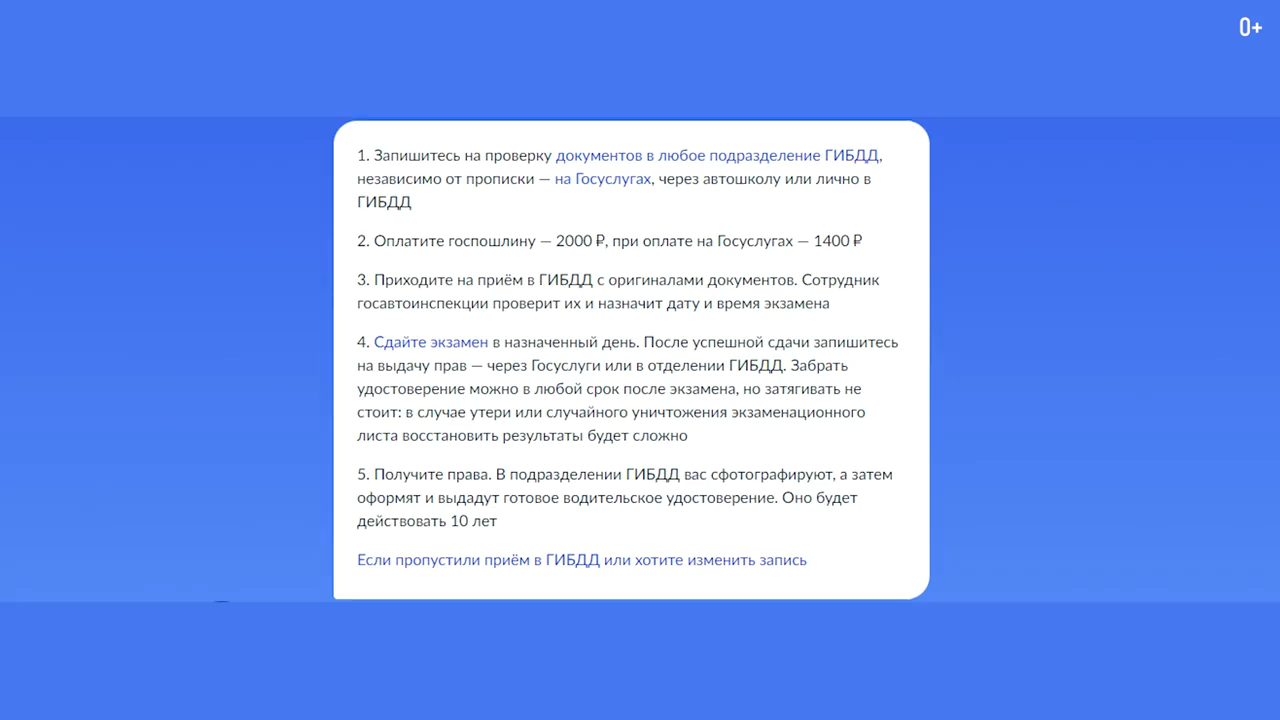 0+
1. Запишитесь на проверку документов в любое подразделение ГИБДД,
независимо от прописки — на Госуслугах, через автошколу или лично в
ГИБДД
2. Оплатите госпошлину — 2000 ₽, при оплате на Госуслугах — 1400 ₽
3. Приходите на приём в ГИБДД с оригиналами документов. Сотрудник
госавтоинспекции проверит их и назначит дату и время экзамена
4. Сдайте экзамен в назначенный день. После успешной сдачи запишитесь
на выдачу прав — через Госуслуги или в отделении ГИБДД. Забрать
удостоверение можно в любой срок после экзамена, но затягивать не
стоит: в случае утери или случайного уничтожения экзаменационного
листа восстановить результаты будет сложно
5. Получите права. В подразделении ГИБДД вас сфотографируют, а затем
оформят и выдадут готовое водительское удостоверение. Оно будет
действовать 10 лет
Если пропустили приём в ГИБДД или хотите изменить запись